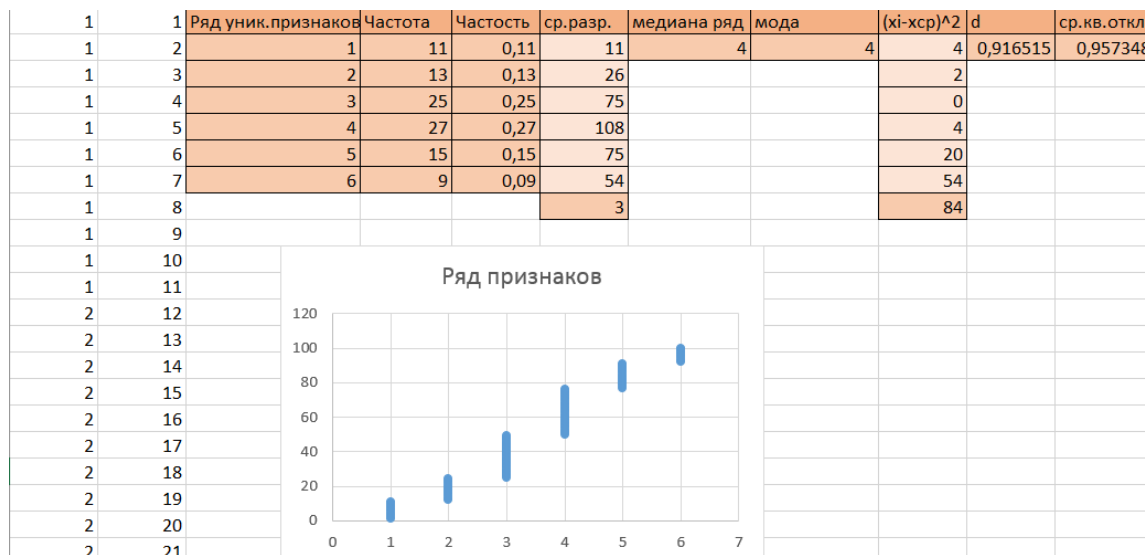 1 1 Ряд уник.признаков Частота Частость ср.разр. медиана ряд мода (xi-xcp)^2 d ср.кв.откл
1 2 1 11 0,11 11 4 4 4 0,916515 0,957348
1 3 2 13 0,13 26 2
1 4 3 25 0,25 75 0
1 5 4 27 0,27 108 4
1 6 5 15 0,15 75 20
1 7 6 9 0,09 54 54
1 8 3 84
1 9
1 10
1 11
2 12
2 13
2 14
2 15
2 16
2 17
2 18
2 19
2 20
2 21
Ряд признаков
120
100
80
60
40
20
0
0 1 2 3 4 5 6 7